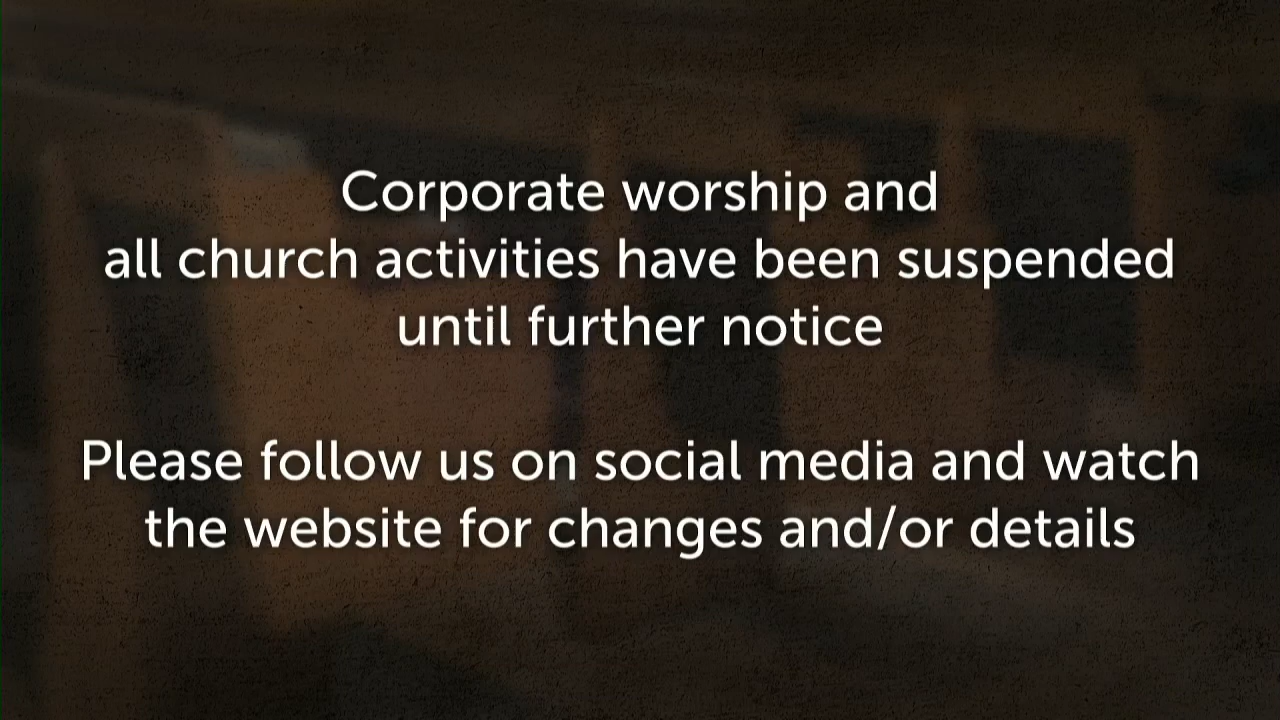 Corporate worship and
all church activities have been suspended
until further notice
Please follow us on social media and watch
the website for changes and/or details